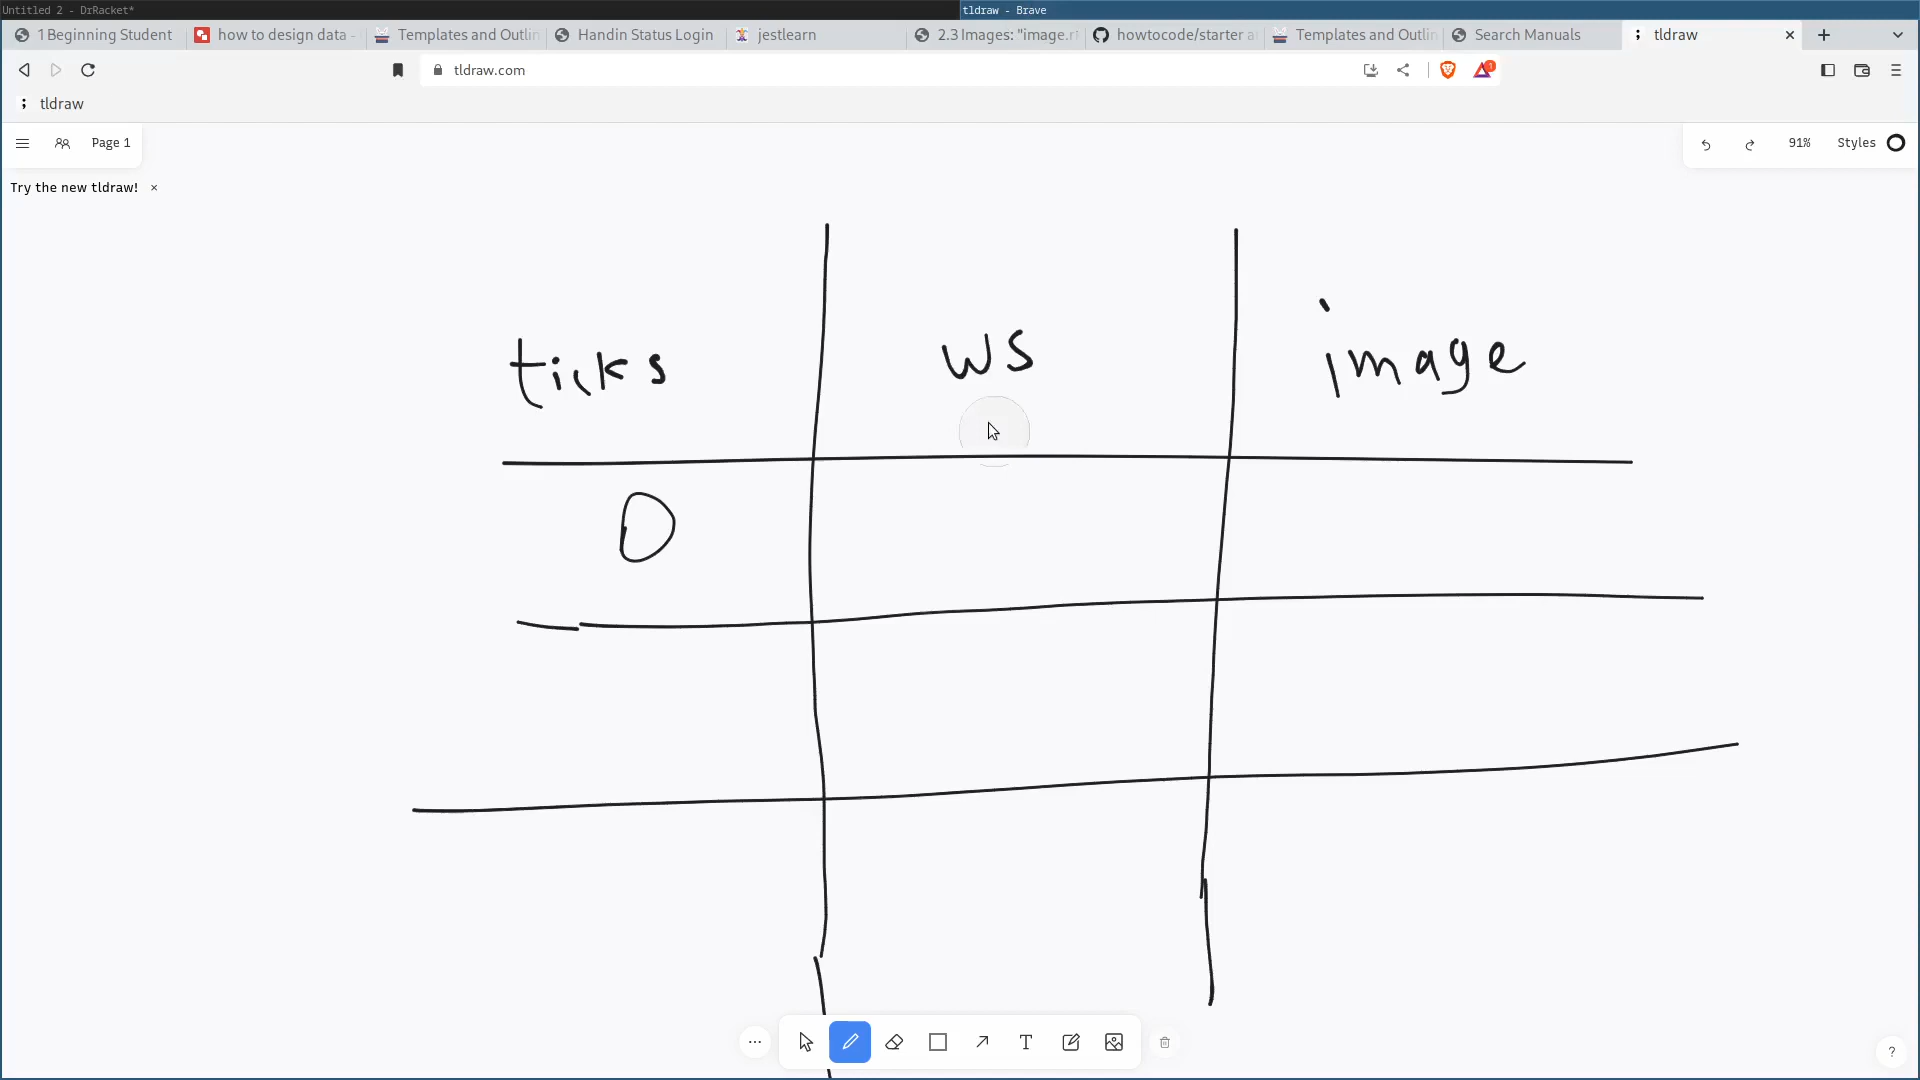 Untitled 2 - DrRacket*
tldraw - Brave
1 Beginning Student
how to design data -
Templates and Outlin
Handin Status Login
jestlearn
2.3 Images: "image.r
howtocode/starter a
Templates and Outlin
Search Manuals
tldraw
tldraw.com
1
tldraw
Page 1
91%
Styles
Try the new tldraw!
ticks
ws
image
0
T
?